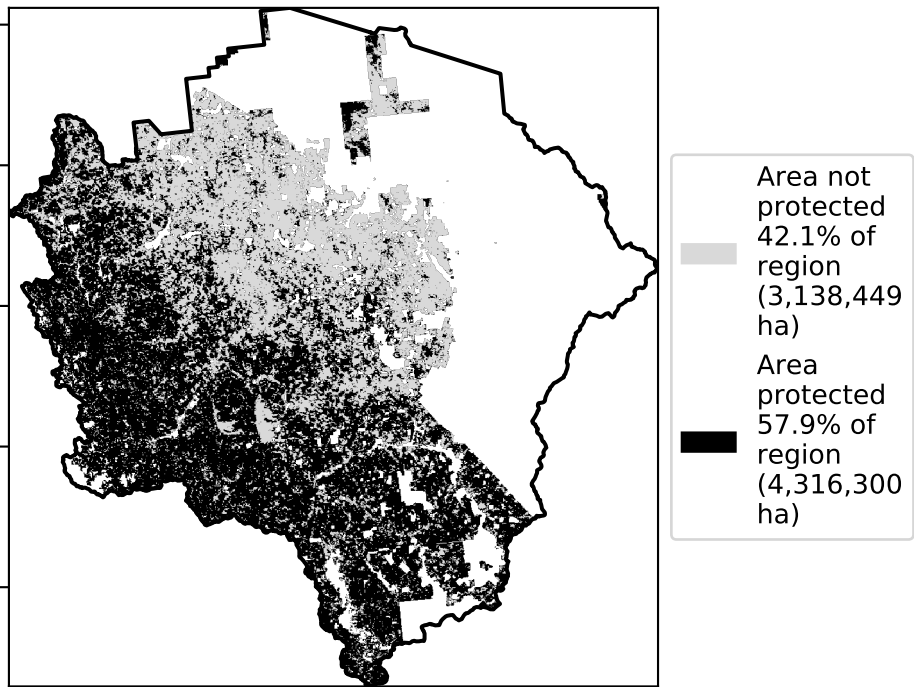 Area not
protected
42.1% of
region
(3,138,449
ha)
Area
protected
57.9% of
region
(4,316,300
ha)